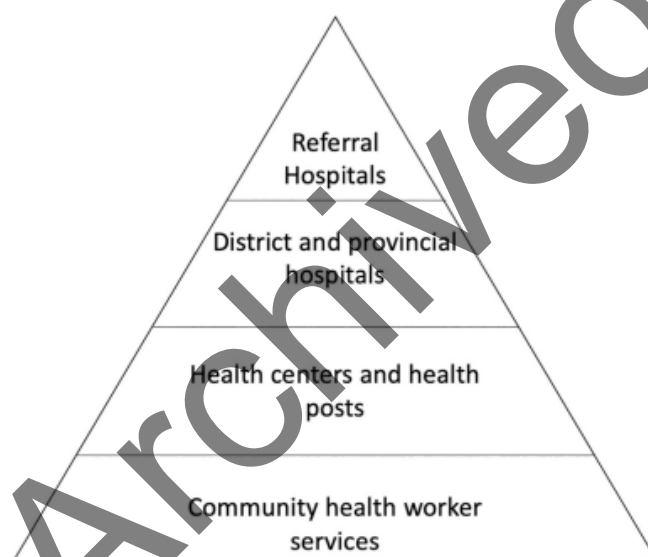 Referral
Hospitals
District and provincial
hospitals
Health centers and health
posts
Community health worker
services
Archived